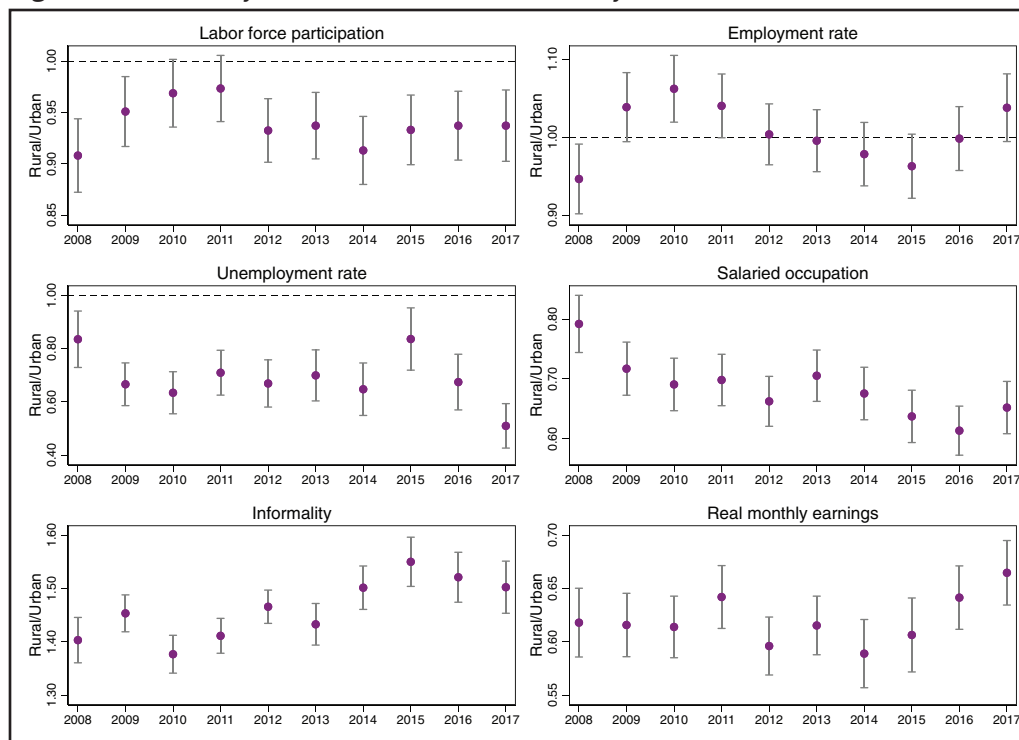 Labor force participation
Rural/Urban
1.00
0.95
0.90
0.85
2008 2009 2010 2011 2012 2013 2014 2015 2016 2017
Employment rate
Rural/Urban
1.10
1.00
0.90
2008 2009 2010 2011 2012 2013 2014 2015 2016 2017
Unemployment rate
Rural/Urban
1.00
0.80
0.60
0.40
2008 2009 2010 2011 2012 2013 2014 2015 2016 2017
Salaried occupation
Rural/Urban
0.80
0.70
0.60
2008 2009 2010 2011 2012 2013 2014 2015 2016 2017
Informality
Rural/Urban
1.60
1.50
1.40
1.30
2008 2009 2010 2011 2012 2013 2014 2015 2016 2017
Real monthly earnings
Rural/Urban
0.70
0.65
0.60
0.55
2008 2009 2010 2011 2012 2013 2014 2015 2016 2017